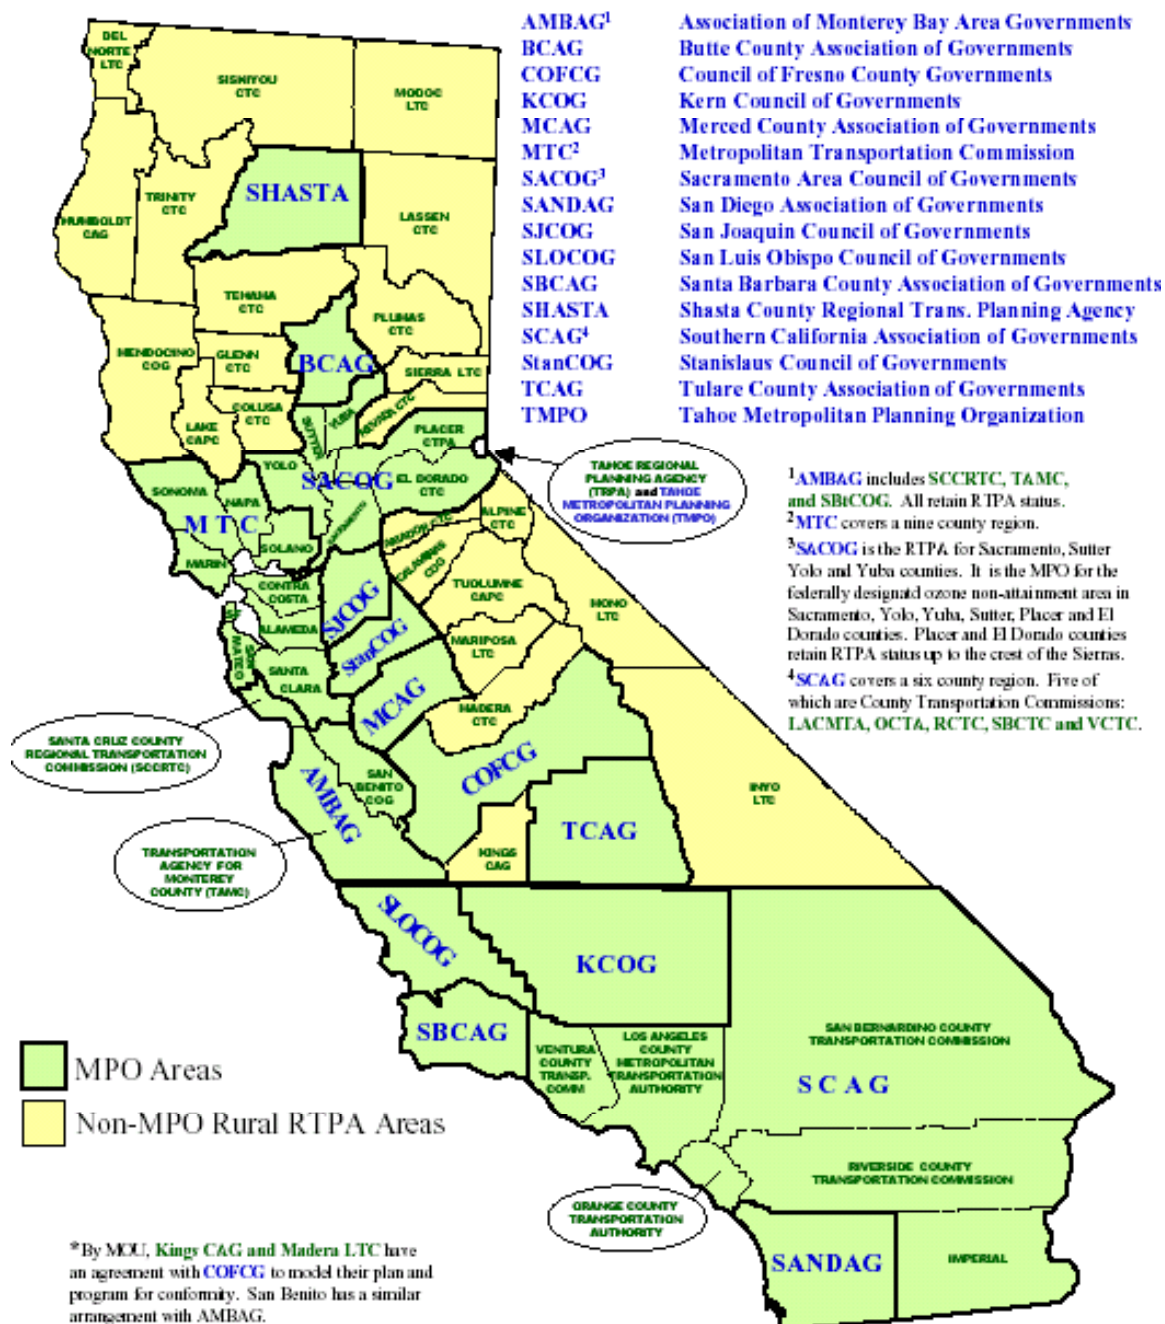 AMBAG¹ Association of Monterey Bay Area Governments
BCAG Butte County Association of Governments
COFCG Council of Fresno County Governments
KCOG Kern Council of Governments
MCAG Merced County Association of Governments
MTC² Metropolitan Transportation Commission
SACOG³ Sacramento Area Council of Governments
SANDAG San Diego Association of Governments
SJCOG San Joaquin Council of Governments
SLOCOG San Luis Obispo Council of Governments
SBCAG Santa Barbara County Association of Governments
SHASTA Shasta County Regional Trans. Planning Agency
SCAG⁴ Southern California Association of Governments
StanCOG Stanislaus Council of Governments
TCAG Tulare County Association of Governments
TMPO Tahoe Metropolitan Planning Organization
DEL
NORTE
LTC
SISKIYOU
CTC
MODOC
LTC
HUMBOLDT
CAG
TRINITY
CTC
SHASTA
LASSEN
CTC
TEHAMA
CTC
PLUMAS
CTC
MENDOCINO
COG
GLENN
CTC
BCAG
SIERRA LTC
COLUSA
CTC
LAKE
CAPC
SUTTER
YUBA
NEVADA CTC
PLACER
CTPA
YOLO
SACOG
EL DORADO
CTC
SACRAMENTO
SONOMA
NAPA
MTC
SOLANO
MARIN
CONTRA
COSTA
ALAMEDA
SF
SAN
MATEO
SANTA
CLARA
AMADOR CTC
ALPINE
CTC
CALAVERAS
COG
TUOLUMNE
CAPC
MONO
LTC
SJCOG
StanCOG
MARIPOSA
LTC
MCAG
MADERA
CTC
COFCG
SAN
BENITO
COG
AMBAG
KINGS
CAG
TCAG
INYO
LTC
TAHOE REGIONAL
PLANNING AGENCY
(TRPA) and TAHOE
METROPOLITAN PLANNING
ORGANIZATION (TMPO)
¹AMBAG includes SCCRTC, TAMC,
and SBtCOG. All retain RTPA status.
²MTC covers a nine county region.
³SACOG is the RTPA for Sacramento, Sutter
Yolo and Yuba counties. It is the MPO for the
federally designatd ozone non-attainment area in
Sacramento, Yolo, Yuba, Sutter, Placer and El
Dorado counties. Placer and El Dorado counties
retain RTPA status up to the crest of the Sierras.
⁴SCAG covers a six county region. Five of
which are County Transportation Commissions:
LACMTA, OCTA, RCTC, SBCTC and VCTC.
SANTA CRUZ COUNTY
REGIONAL TRANSPORTATION
COMMISSION (SCCRTC)
TRANSPORTATION
AGENCY FOR
MONTEREY
COUNTY (TAMC)
SLOCOG
KCOG
SBCAG
VENTURA
COUNTY
TRANSP.
COMM
LOS ANGELES
COUNTY
METROPOLITAN
TRANSPORTATION
AUTHORITY
SAN BERNARDINO COUNTY
TRANSPORTATION COMMISSION
SCAG
RIVERSIDE COUNTY
TRANSPORTATION COMMISSION
ORANGE COUNTY
TRANSPORTATION
AUTHORITY
SANDAG
IMPERIAL
MPO Areas
Non-MPO Rural RTPA Areas
*By MOU, Kings CAG and Madera LTC have
an agreement with COFCG to model their plan and
program for conformity. San Benito has a similar
arrangement with AMBAG.